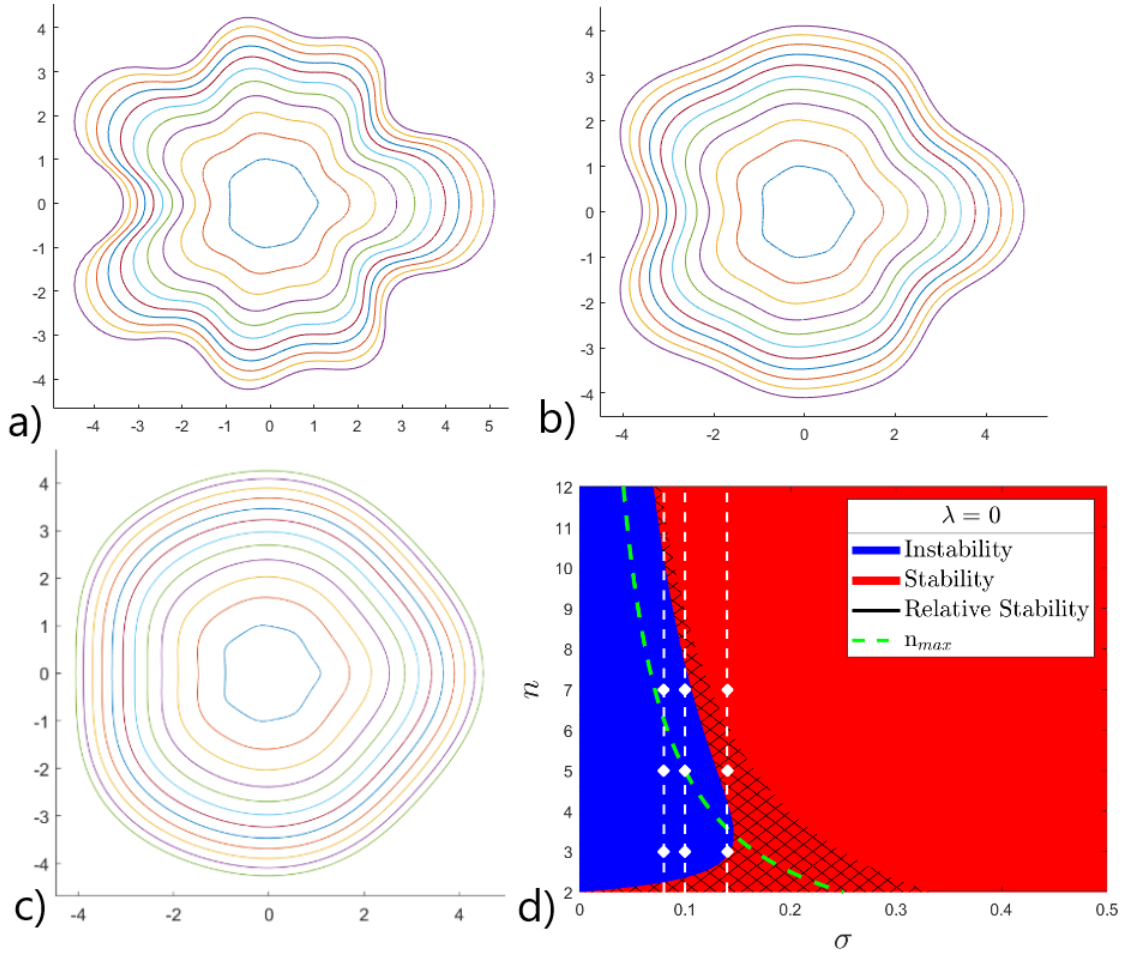 4
3
2
1
0
-1
-2
-3
-4
-4 -3 -2 -1 0 1 2 3 4 5
a)
4
3
2
1
0
-1
-2
-3
-4
-4 -2 0 2 4
b)
4
3
2
1
0
-1
-2
-3
-4
-4 -2 0 2 4
c)
12
11
10
9
8
7
6
5
4
3
2
n
λ = 0
Instability
Stability
Relative Stability
n_max
0 0.1 0.2 0.3 0.4 0.5
σ
d)